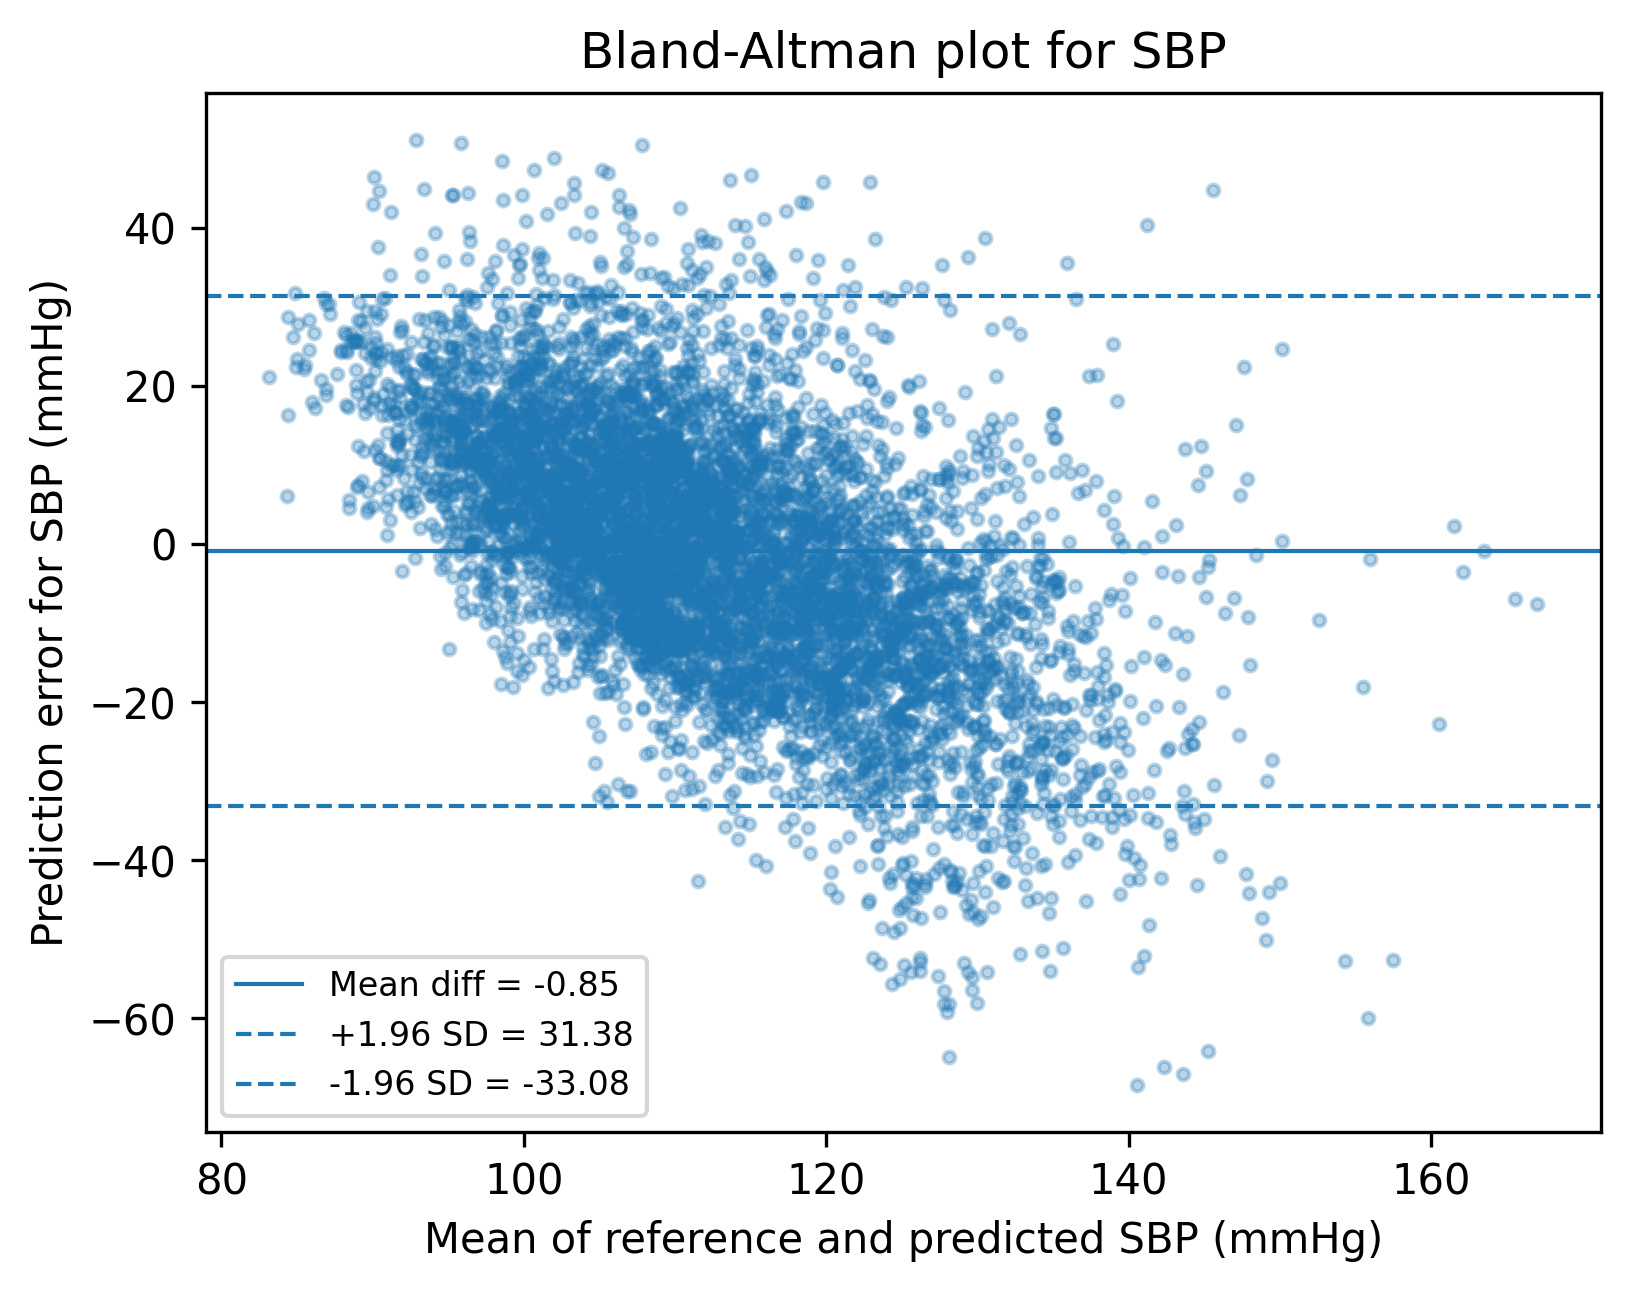 Bland-Altman plot for SBP
Prediction error for SBP (mmHg)
40
20
0
−20
−40
−60
Mean diff = -0.85
+1.96 SD = 31.38
-1.96 SD = -33.08
80 100 120 140 160
Mean of reference and predicted SBP (mmHg)